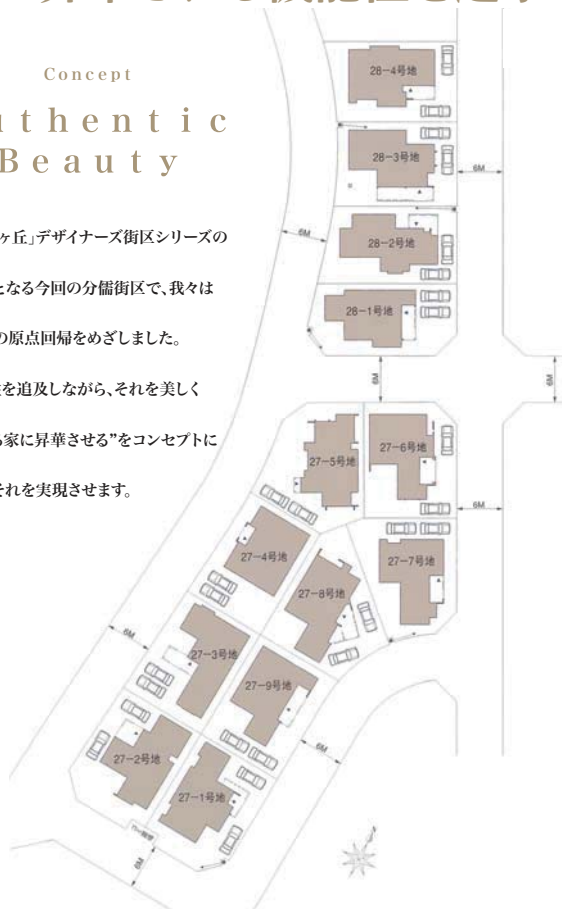 Concept
uthentic
Beauty
ヶ丘」デザイナーズ街区シリーズの
となる今回の分譲街区で、我々は
の原点回帰をめざしました。
を追及しながら、それを美しく
家に昇華させる”をコンセプトに
それを実現させます。
28-4号地
28-3号地
6M
6M
28-2号地
28-1号地
6M
6M
27-5号地
27-6号地
6M
27-4号地
27-7号地
27-8号地
6M
27-3号地
27-9号地
6M
27-2号地
27-1号地
6M